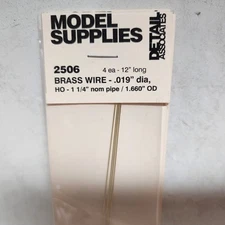 MODEL
SUPPLIES
DETAIL
ASSOCIATES
2506 4 ea - 12" long
BRASS WIRE - .019" dia,
HO - 1 1/4" nom pipe / 1.660" OD